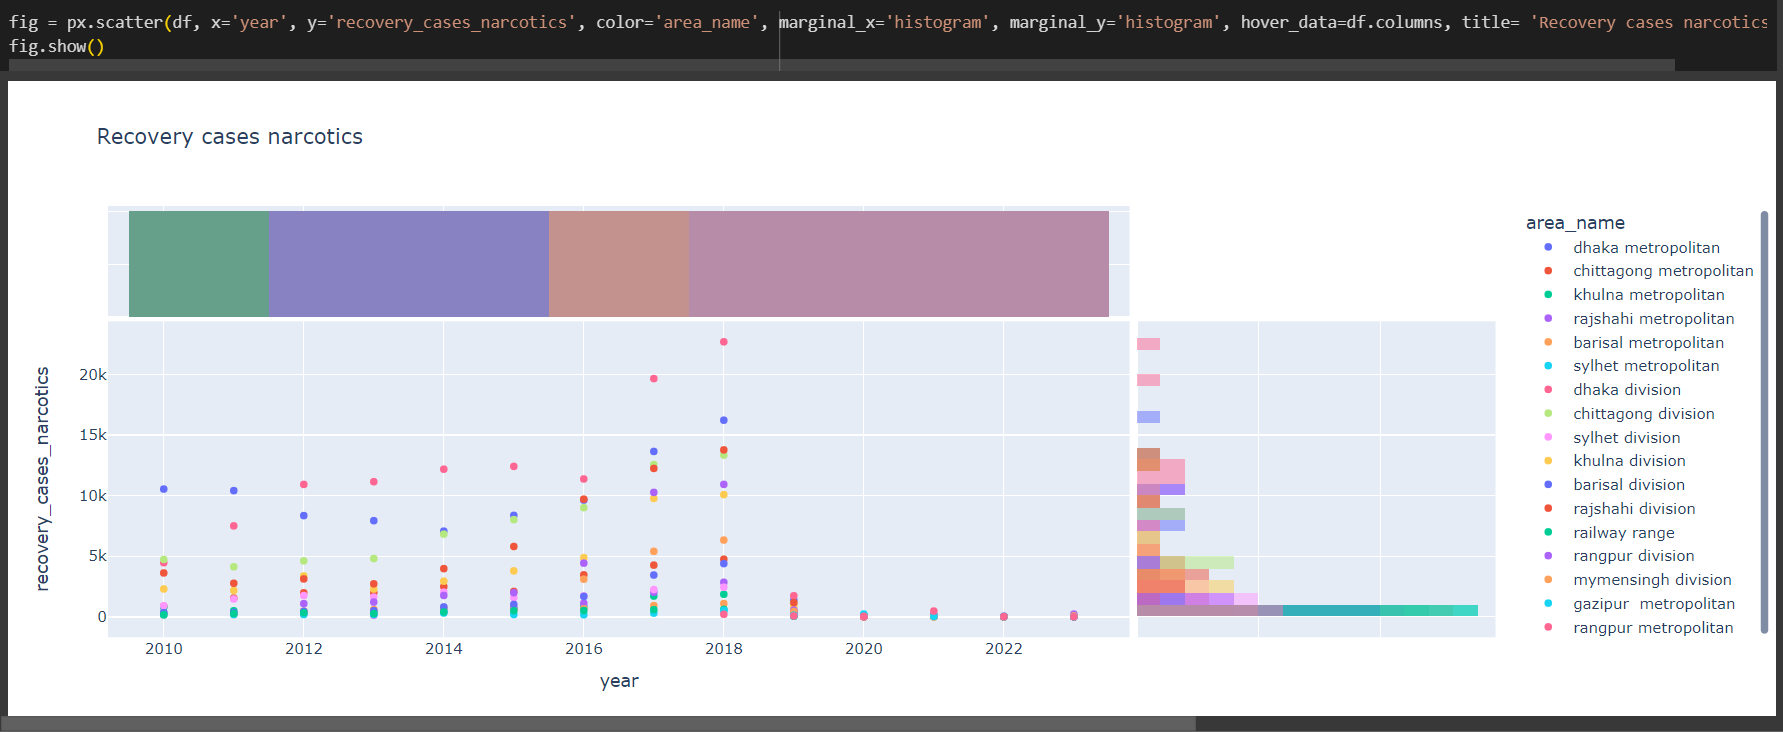 fig = px.scatter(df, x='year', y='recovery_cases_narcotics', color='area_name', marginal_x='histogram', marginal_y='histogram', hover_data=df.columns, title= 'Recovery cases narcotics
fig.show()
Recovery cases narcotics
area_name
dhaka metropolitan
chittagong metropolitan
khulna metropolitan
rajshahi metropolitan
barisal metropolitan
sylhet metropolitan
dhaka division
chittagong division
sylhet division
khulna division
barisal division
rajshahi division
railway range
rangpur division
mymensingh division
gazipur  metropolitan
rangpur metropolitan
recovery_cases_narcotics
20k
15k
10k
5k
0
2010 2012 2014 2016 2018 2020 2022
year